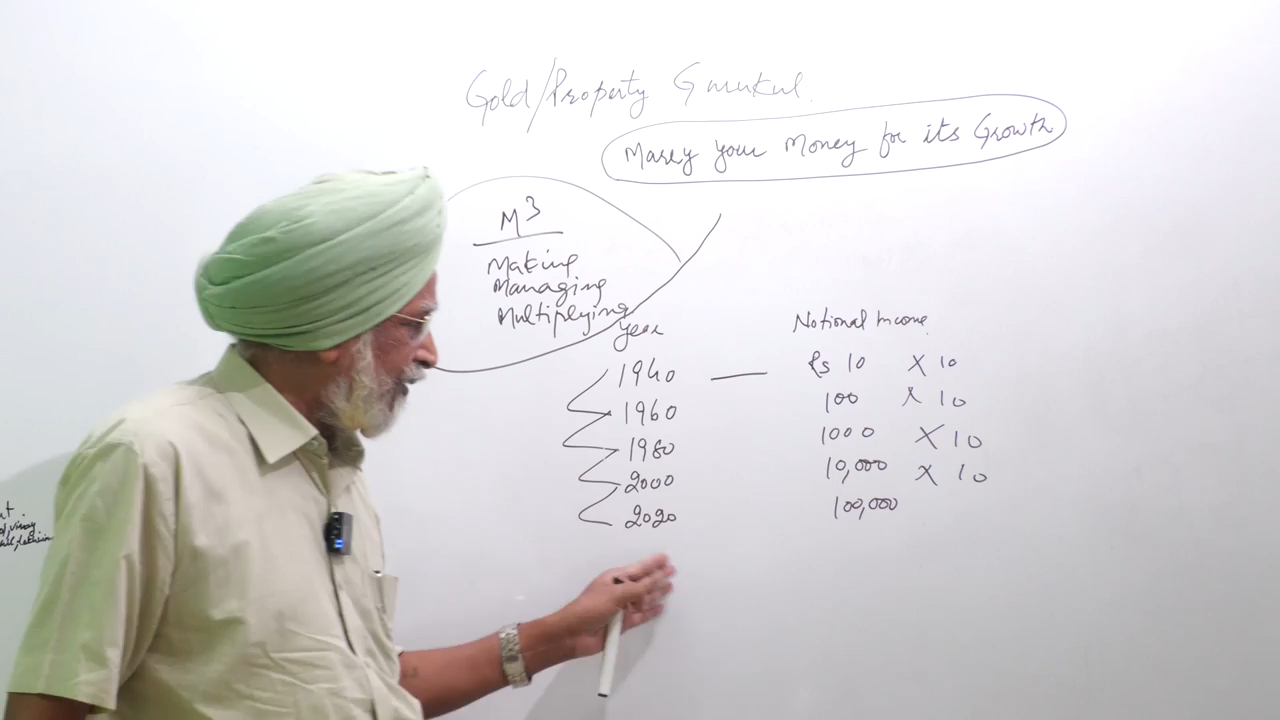 Gold/Property Gurukul.
Marry your Money for its Growth
M3
Making
Managing
Multiplying
Year Notional Income
1940 — Rs 10 X 10
1960 100 X 10
1980 1000 X 10
2000 10,000 X 10
2020 100,000